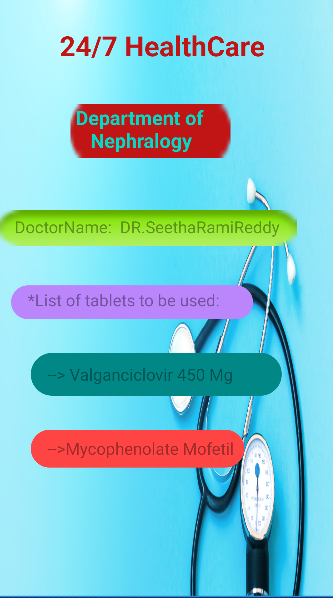 24/7 HealthCare
Department of
Nephralogy
DoctorName:  DR.SeethaRamiReddy
*List of tablets to be used:
--> Valganciclovir 450 Mg
-->Mycophenolate Mofetil